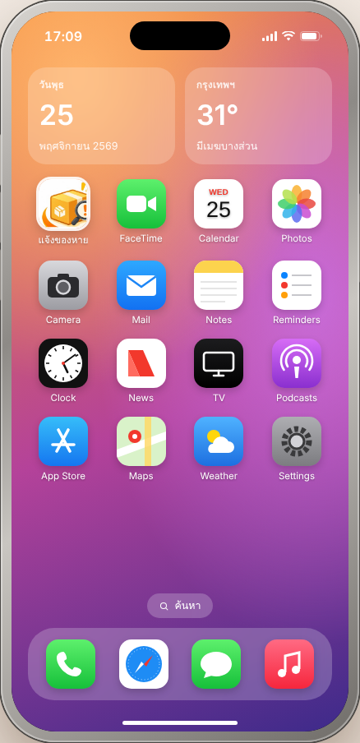 17:09
วันพุธ
25
พฤศจิกายน 2569
กรุงเทพฯ
31°
มีเมฆบางส่วน
แจ้งของหาย
FaceTime
WED
25
Calendar
Photos
Camera
Mail
Notes
Reminders
Clock
News
TV
Podcasts
App Store
Maps
Weather
Settings
ค้นหา